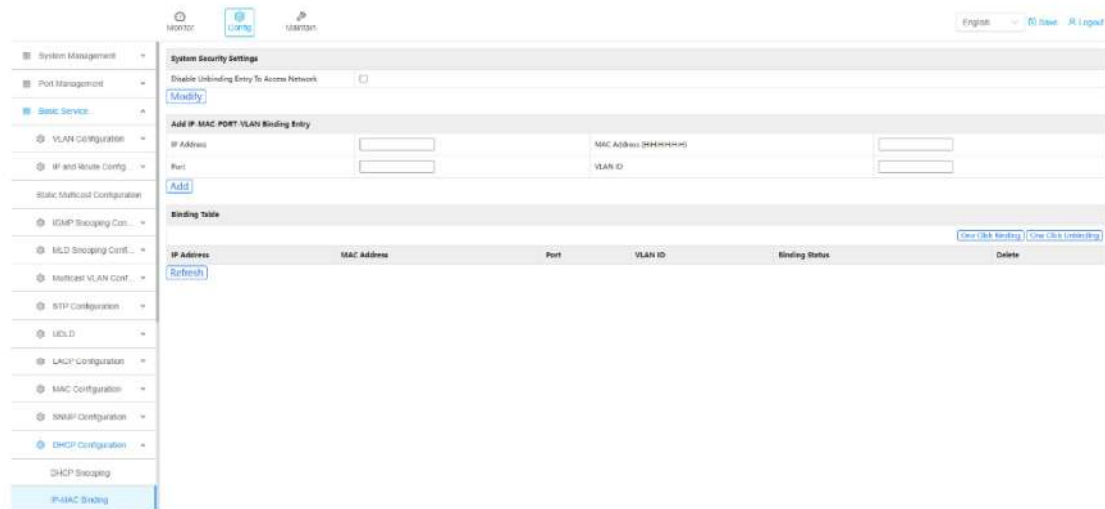 Monitor
Config
Maintain
English
Save
Logout
System Management
Port Management
Basic Service
VLAN Configuration
IP and Route Config...
Static Multicast Configuration
IGMP Snooping Con...
MLD Snooping Confi...
Multicast VLAN Conf...
STP Configuration
UDLD
LACP Configuration
MAC Configuration
SNMP Configuration
DHCP Configuration
DHCP Snooping
IP-MAC Binding
System Security Settings
Disable Unbinding Entry To Access Network
Modify
Add IP-MAC-PORT-VLAN Binding Entry
IP Address
MAC Address (H:H:H:H:H:H)
Port
VLAN ID
Add
Binding Table
One Click Binding One Click Unbinding
IP Address MAC Address Port VLAN ID Binding Status Delete
Refresh